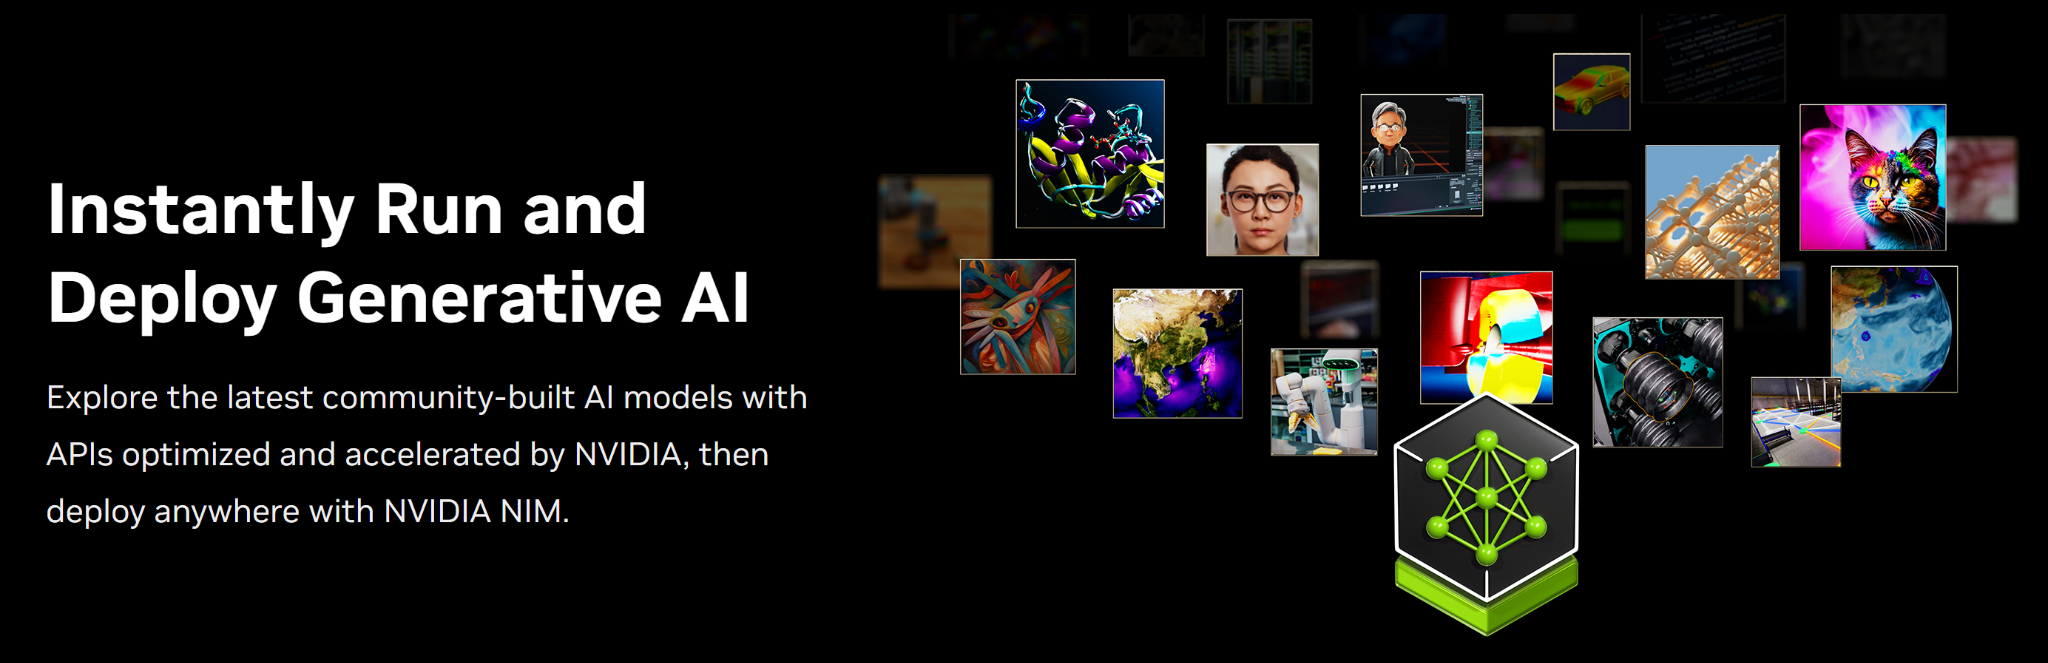 Instantly Run and
Deploy Generative AI
Explore the latest community-built AI models with
APIs optimized and accelerated by NVIDIA, then
deploy anywhere with NVIDIA NIM.